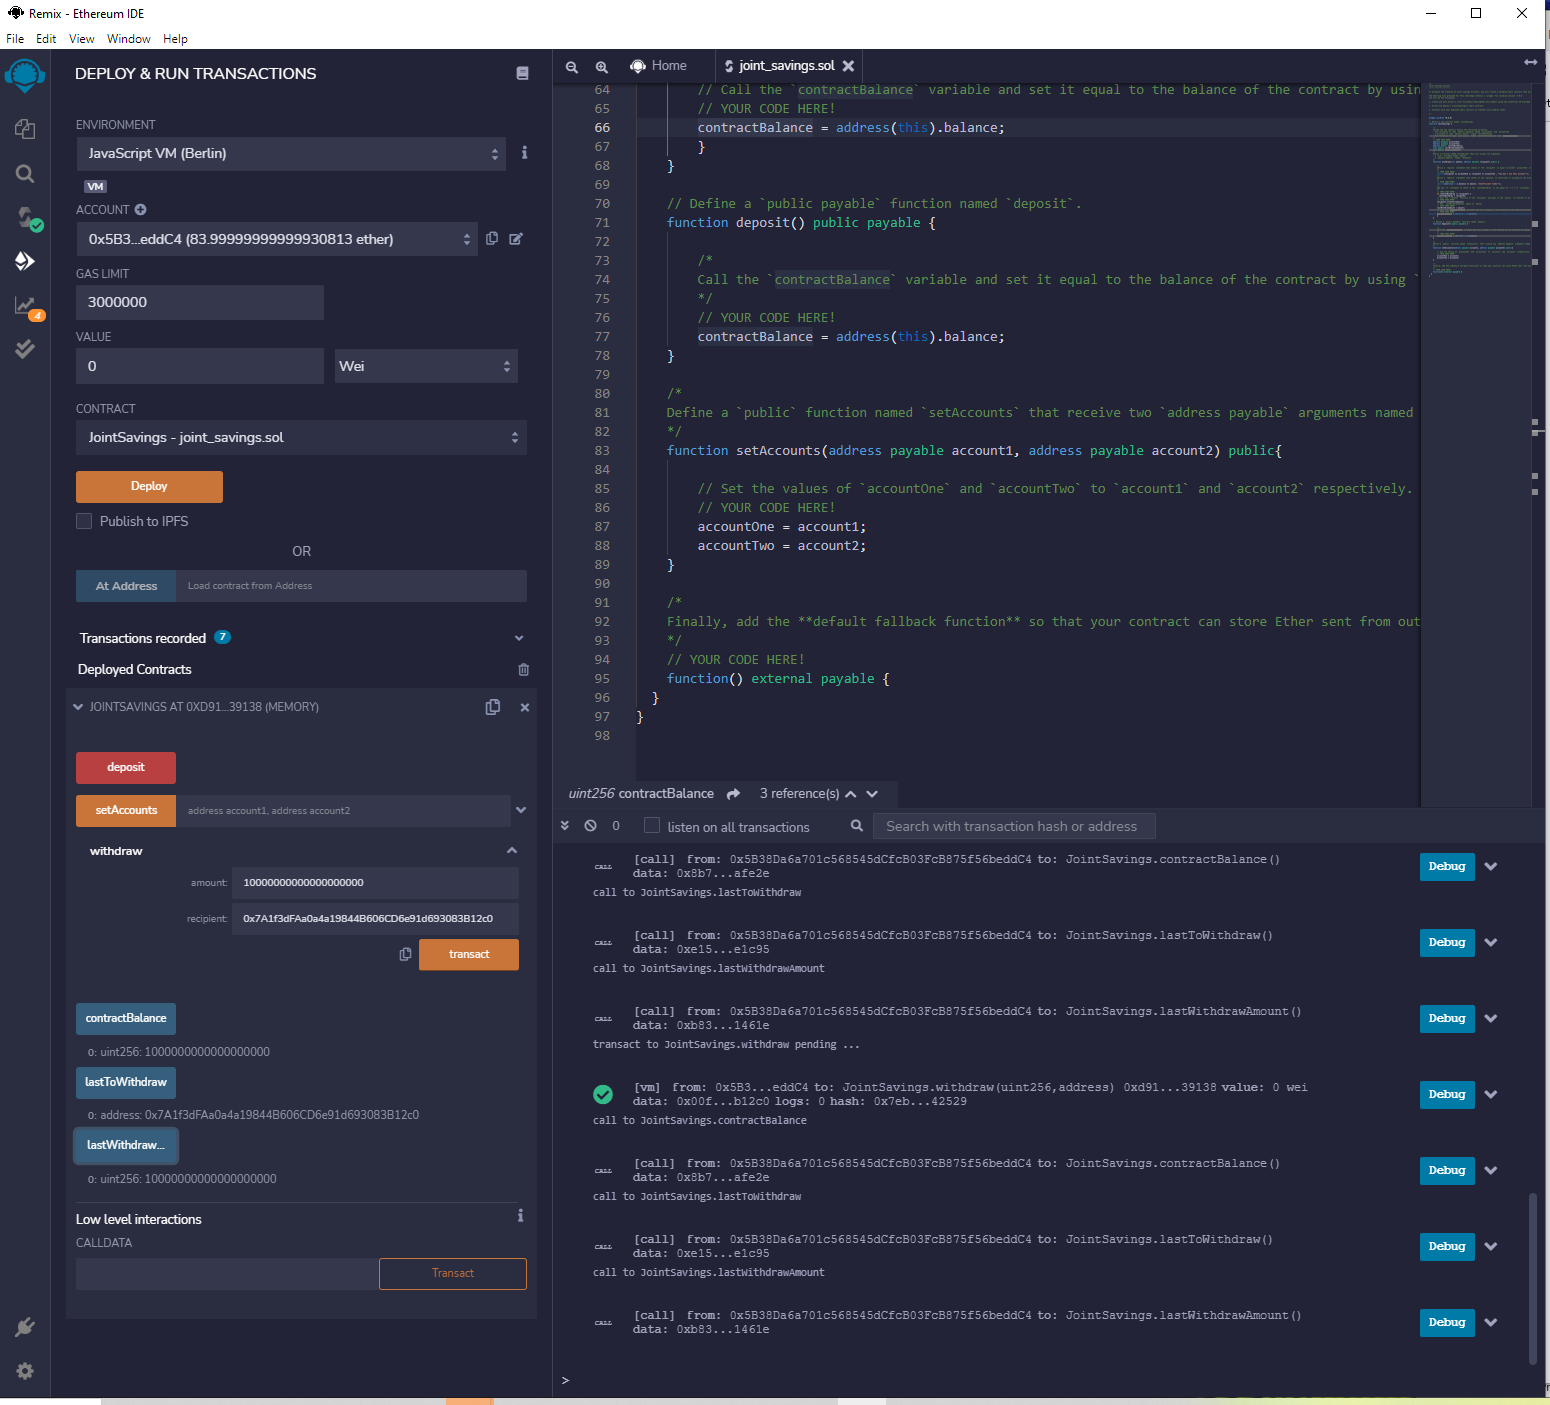 Remix - Ethereum IDE
File Edit View Window Help
DEPLOY & RUN TRANSACTIONS
ENVIRONMENT
JavaScript VM (Berlin)
VM
ACCOUNT
0x5B3...eddC4 (83.99999999999930813 ether)
GAS LIMIT
3000000
VALUE
0
Wei
CONTRACT
JointSavings - joint_savings.sol
Deploy
Publish to IPFS
OR
At Address
Load contract from Address
Transactions recorded 7
Deployed Contracts
JOINTSAVINGS AT 0XD91...39138 (MEMORY)
deposit
setAccounts
address account1, address account2
withdraw
amount: 10000000000000000000
recipient: 0x7A1f3dFAa0a4a19844B606CD6e91d693083B12c0
transact
contractBalance
0: uint256: 1000000000000000000
lastToWithdraw
0: address: 0x7A1f3dFAa0a4a19844B606CD6e91d693083B12c0
lastWithdraw...
0: uint256: 10000000000000000000
Low level interactions
CALLDATA
Transact
4
Home
joint_savings.sol
64 // Call the `contractBalance` variable and set it equal to the balance of the contract by usin
65 // YOUR CODE HERE!
66 contractBalance = address(this).balance;
67 }
68 }
69
70 // Define a `public payable` function named `deposit`.
71 function deposit() public payable {
72
73 /*
74 Call the `contractBalance` variable and set it equal to the balance of the contract by using `
75 */
76 // YOUR CODE HERE!
77 contractBalance = address(this).balance;
78 }
79
80 /*
81 Define a `public` function named `setAccounts` that receive two `address payable` arguments named
82 */
83 function setAccounts(address payable account1, address payable account2) public{
84
85 // Set the values of `accountOne` and `accountTwo` to `account1` and `account2` respectively.
86 // YOUR CODE HERE!
87 accountOne = account1;
88 accountTwo = account2;
89 }
90
91 /*
92 Finally, add the **default fallback function** so that your contract can store Ether sent from out
93 */
94 // YOUR CODE HERE!
95 function() external payable {
96 }
97 }
98
uint256 contractBalance 3 reference(s)
0
listen on all transactions
Search with transaction hash or address
CALL [call] from: 0x5B38Da6a701c568545dCfcB03FcB875f56beddC4 to: JointSavings.contractBalance()
data: 0x8b7...afe2e
Debug
call to JointSavings.lastToWithdraw
CALL [call] from: 0x5B38Da6a701c568545dCfcB03FcB875f56beddC4 to: JointSavings.lastToWithdraw()
data: 0xe15...e1c95
Debug
call to JointSavings.lastWithdrawAmount
CALL [call] from: 0x5B38Da6a701c568545dCfcB03FcB875f56beddC4 to: JointSavings.lastWithdrawAmount()
data: 0xb83...1461e
Debug
transact to JointSavings.withdraw pending ...
[vm] from: 0x5B3...eddC4 to: JointSavings.withdraw(uint256,address) 0xd91...39138 value: 0 wei
data: 0x00f...b12c0 logs: 0 hash: 0x7eb...42529
Debug
call to JointSavings.contractBalance
CALL [call] from: 0x5B38Da6a701c568545dCfcB03FcB875f56beddC4 to: JointSavings.contractBalance()
data: 0x8b7...afe2e
Debug
call to JointSavings.lastToWithdraw
CALL [call] from: 0x5B38Da6a701c568545dCfcB03FcB875f56beddC4 to: JointSavings.lastToWithdraw()
data: 0xe15...e1c95
Debug
call to JointSavings.lastWithdrawAmount
CALL [call] from: 0x5B38Da6a701c568545dCfcB03FcB875f56beddC4 to: JointSavings.lastWithdrawAmount()
data: 0xb83...1461e
Debug
>